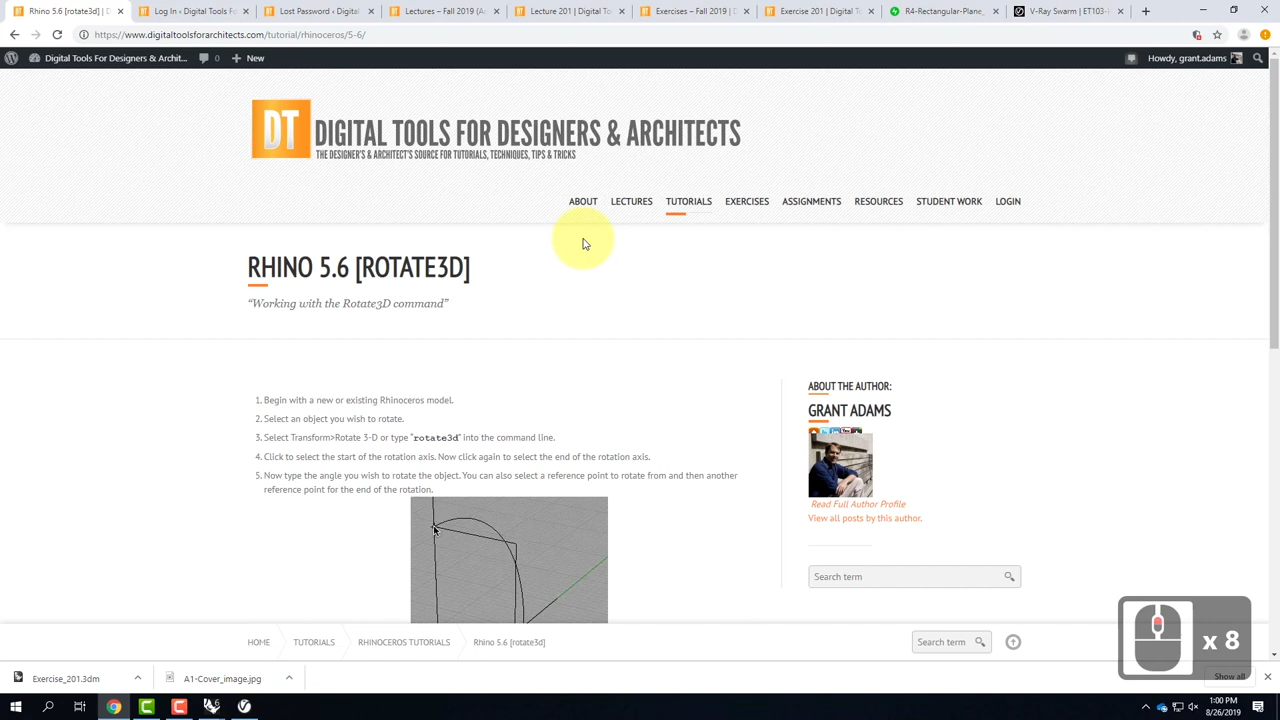 Rhino 5.6 [rotate3d] | D
Log In ‹ Digital Tools Fo
Lost Password ‹ Digital
Lectures – Fall 2019 (A
Lecture 201 | Digital To
Exercises – Fall 2019 | D
Exercise 201 | Digital To
R4-Rectangular-Plane_
V-Ray Swarm ( ET103-
https://www.digitaltoolsforarchitects.com/tutorial/rhinoceros/5-6/
Digital Tools For Designers & Archit...
0
New
Howdy, grant.adams
DT
DIGITAL TOOLS FOR DESIGNERS & ARCHITECTS
THE DESIGNER'S & ARCHITECT'S SOURCE FOR TUTORIALS, TECHNIQUES, TIPS & TRICKS
ABOUT LECTURES TUTORIALS EXERCISES ASSIGNMENTS RESOURCES STUDENT WORK LOGIN
RHINO 5.6 [ROTATE3D]
“Working with the Rotate3D command”
1. Begin with a new or existing Rhinoceros model.
2. Select an object you wish to rotate.
3. Select Transform>Rotate 3-D or type “rotate3d” into the command line.
4. Click to select the start of the rotation axis. Now click again to select the end of the rotation axis.
5. Now type the angle you wish to rotate the object. You can also select a reference point to rotate from and then another
reference point for the end of the rotation.
ABOUT THE AUTHOR:
GRANT ADAMS
Read Full Author Profile
View all posts by this author.
Search term
HOME TUTORIALS RHINOCEROS TUTORIALS Rhino 5.6 [rotate3d]
Search term
x 8
Exercise_201.3dm
A1-Cover_image.jpg
Show all
1:00 PM
8/26/2019